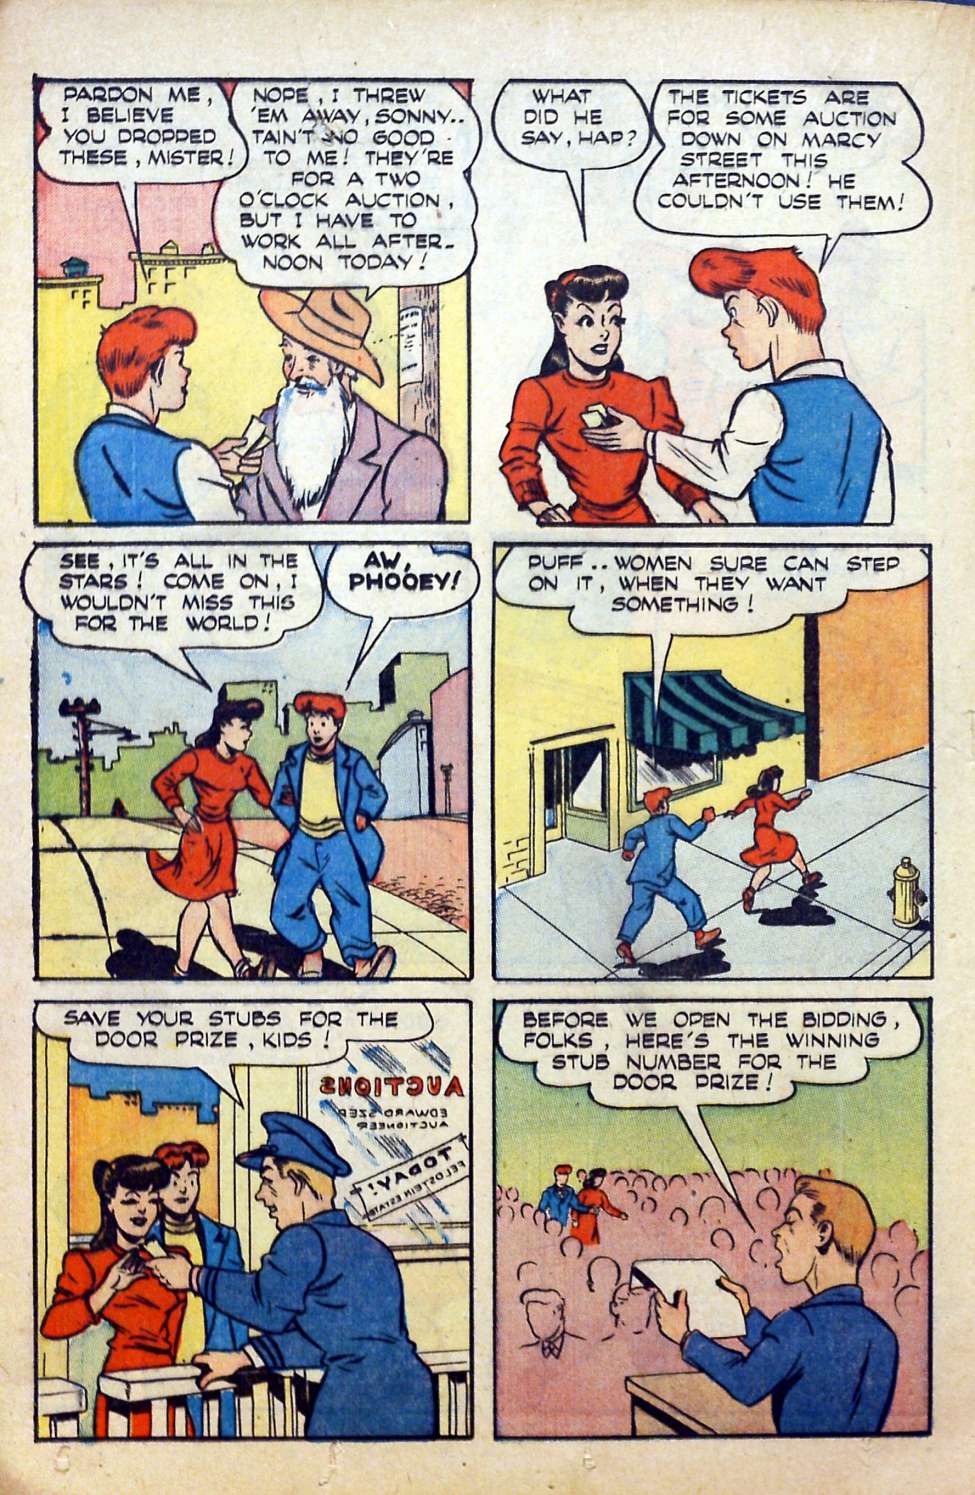 PARDON ME,
I BELIEVE
YOU DROPPED
THESE, MISTER!
NOPE, I THREW
'EM AWAY, SONNY..
TAIN'T NO GOOD -
TO ME! THEY'RE
FOR A TWO
O'CLOCK AUCTION,
BUT I HAVE TO
WORK ALL AFTER-
NOON TODAY!
WHAT
DID HE
SAY, HAP?
THE TICKETS ARE
FOR SOME AUCTION
DOWN ON MARCY
STREET THIS
AFTERNOON! HE
COULDN'T USE THEM!
SEE, IT'S ALL IN THE
STARS! COME ON, I
WOULDN'T MISS THIS
FOR THE WORLD!
AW,
PHOOEY!
PUFF.. WOMEN SURE CAN STEP
ON IT, WHEN THEY WANT
SOMETHING!
SAVE YOUR STUBS FOR THE
DOOR PRIZE, KIDS!
AUCTIONS
EDWARD SZER
AUCTIONEER
TODAY!
FELDSTEIN ESTATE
BEFORE WE OPEN THE BIDDING,
FOLKS, HERE'S THE WINNING
STUB NUMBER FOR THE
DOOR PRIZE!